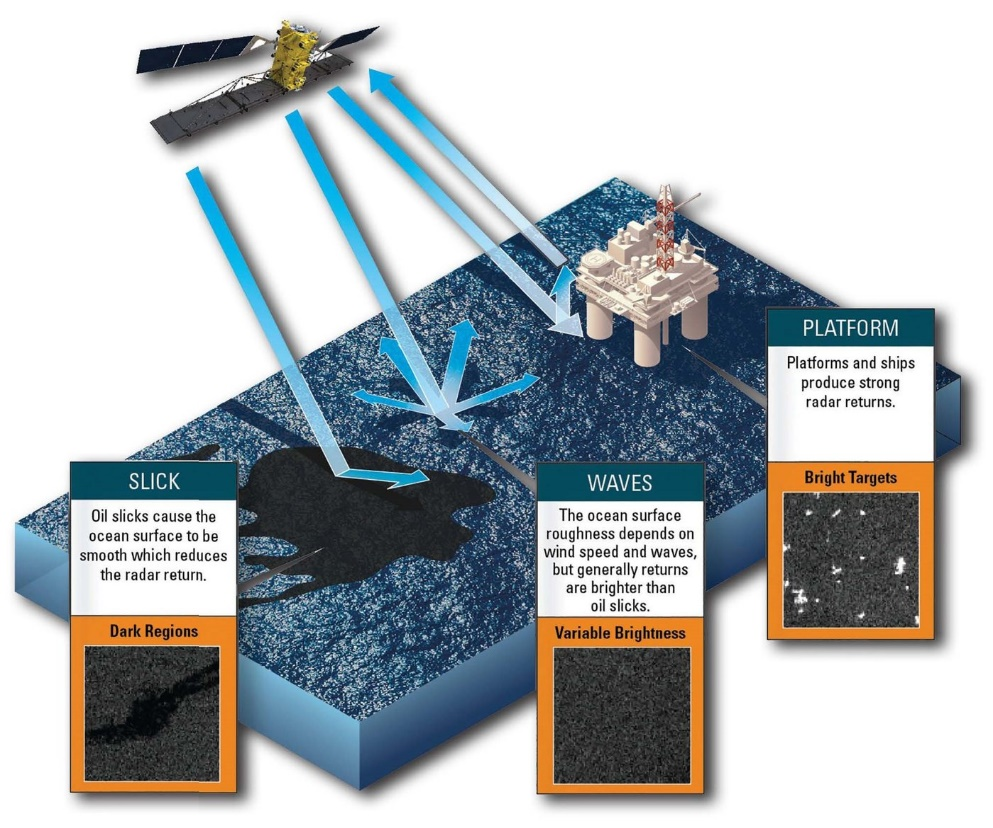 PLATFORM
Platforms and ships
produce strong
radar returns.
Bright Targets
SLICK
Oil slicks cause the
ocean surface to be
smooth which reduces
the radar return.
Dark Regions
WAVES
The ocean surface
roughness depends on
wind speed and waves,
but generally returns
are brighter than
oil slicks.
Variable Brightness